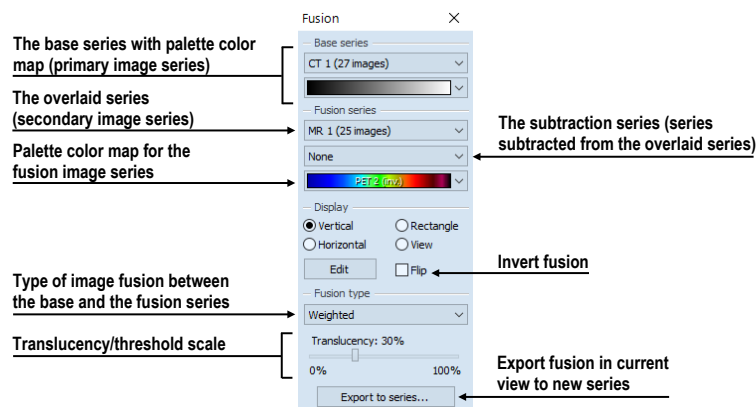 Fusion
Base series
The base series with palette color
map (primary image series)
CT 1 (27 images)
The overlaid series
(secondary image series)
Fusion series
MR 1 (25 images)
The subtraction series (series
subtracted from the overlaid series)
Palette color map for the
fusion image series
None
PET 2 (inv.)
Display
Vertical
Rectangle
Horizontal
View
Edit
Flip
Invert fusion
Type of image fusion between
the base and the fusion series
Fusion type
Weighted
Translucency/threshold scale
Translucency: 30%
0%
100%
Export fusion in current
view to new series
Export to series...